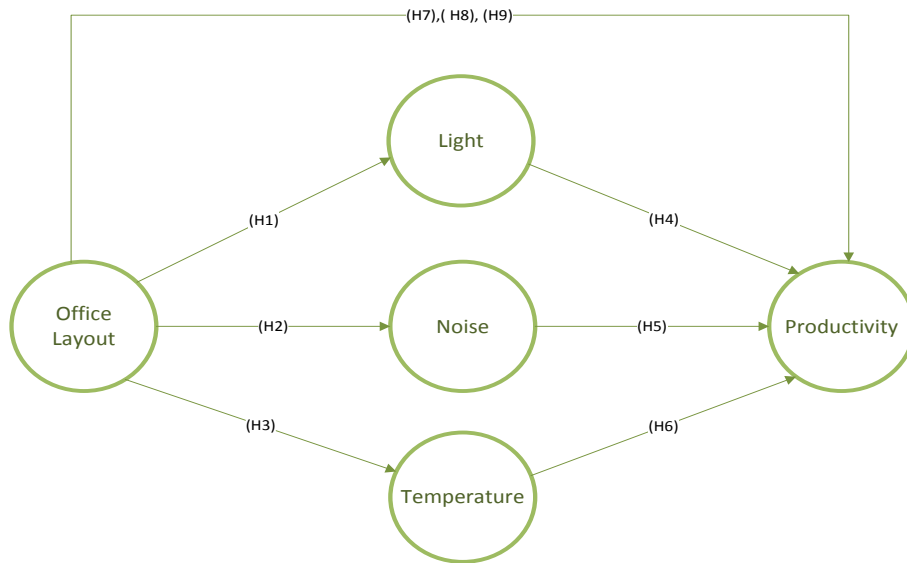 (H7),( H8), (H9)
Light
(H1)
(H4)
Office
Layout
(H2)
Noise
(H5)
Productivity
(H3)
(H6)
Temperature